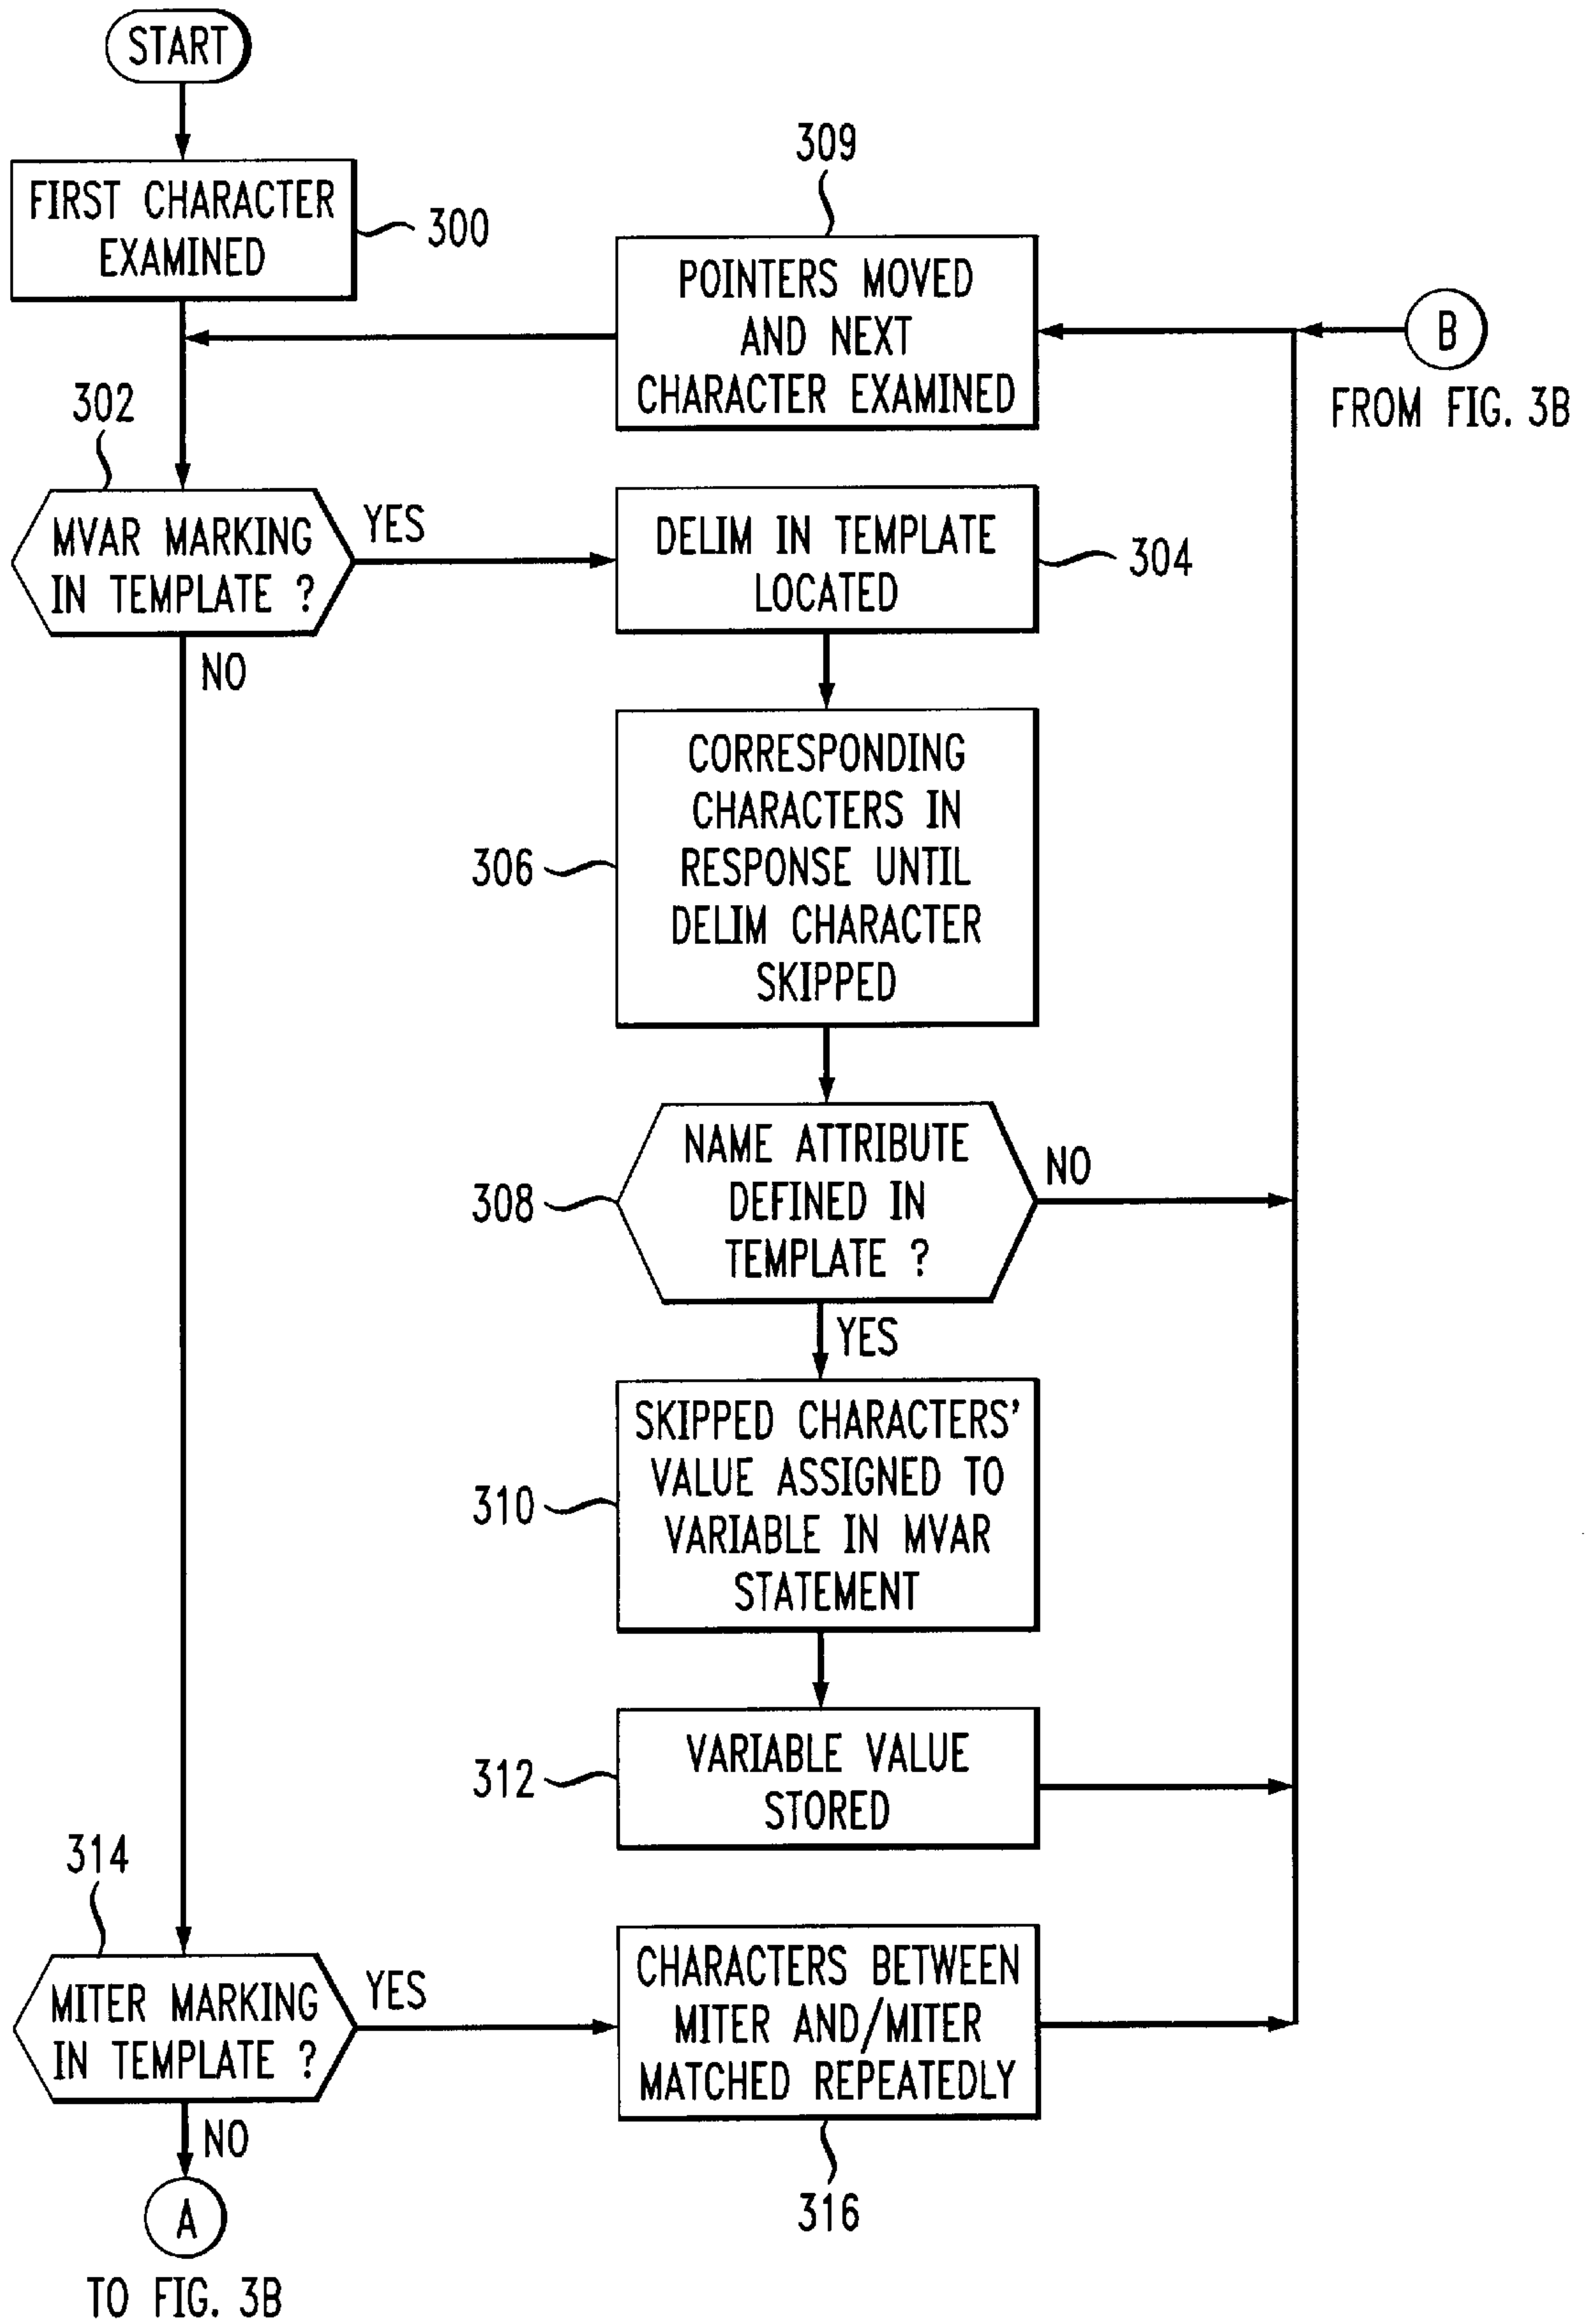 START
FIRST CHARACTER
EXAMINED
300
309
POINTERS MOVED
AND NEXT
CHARACTER EXAMINED
B
FROM FIG. 3B
302
MVAR MARKING
IN TEMPLATE ?
YES
NO
DELIM IN TEMPLATE
LOCATED
304
CORRESPONDING
CHARACTERS IN
RESPONSE UNTIL
DELIM CHARACTER
SKIPPED
306
NAME ATTRIBUTE
DEFINED IN
TEMPLATE ?
308
NO
YES
SKIPPED CHARACTERS'
VALUE ASSIGNED TO
VARIABLE IN MVAR
STATEMENT
310
VARIABLE VALUE
STORED
312
314
MITER MARKING
IN TEMPLATE ?
YES
NO
CHARACTERS BETWEEN
MITER AND/MITER
MATCHED REPEATEDLY
316
A
TO FIG. 3B